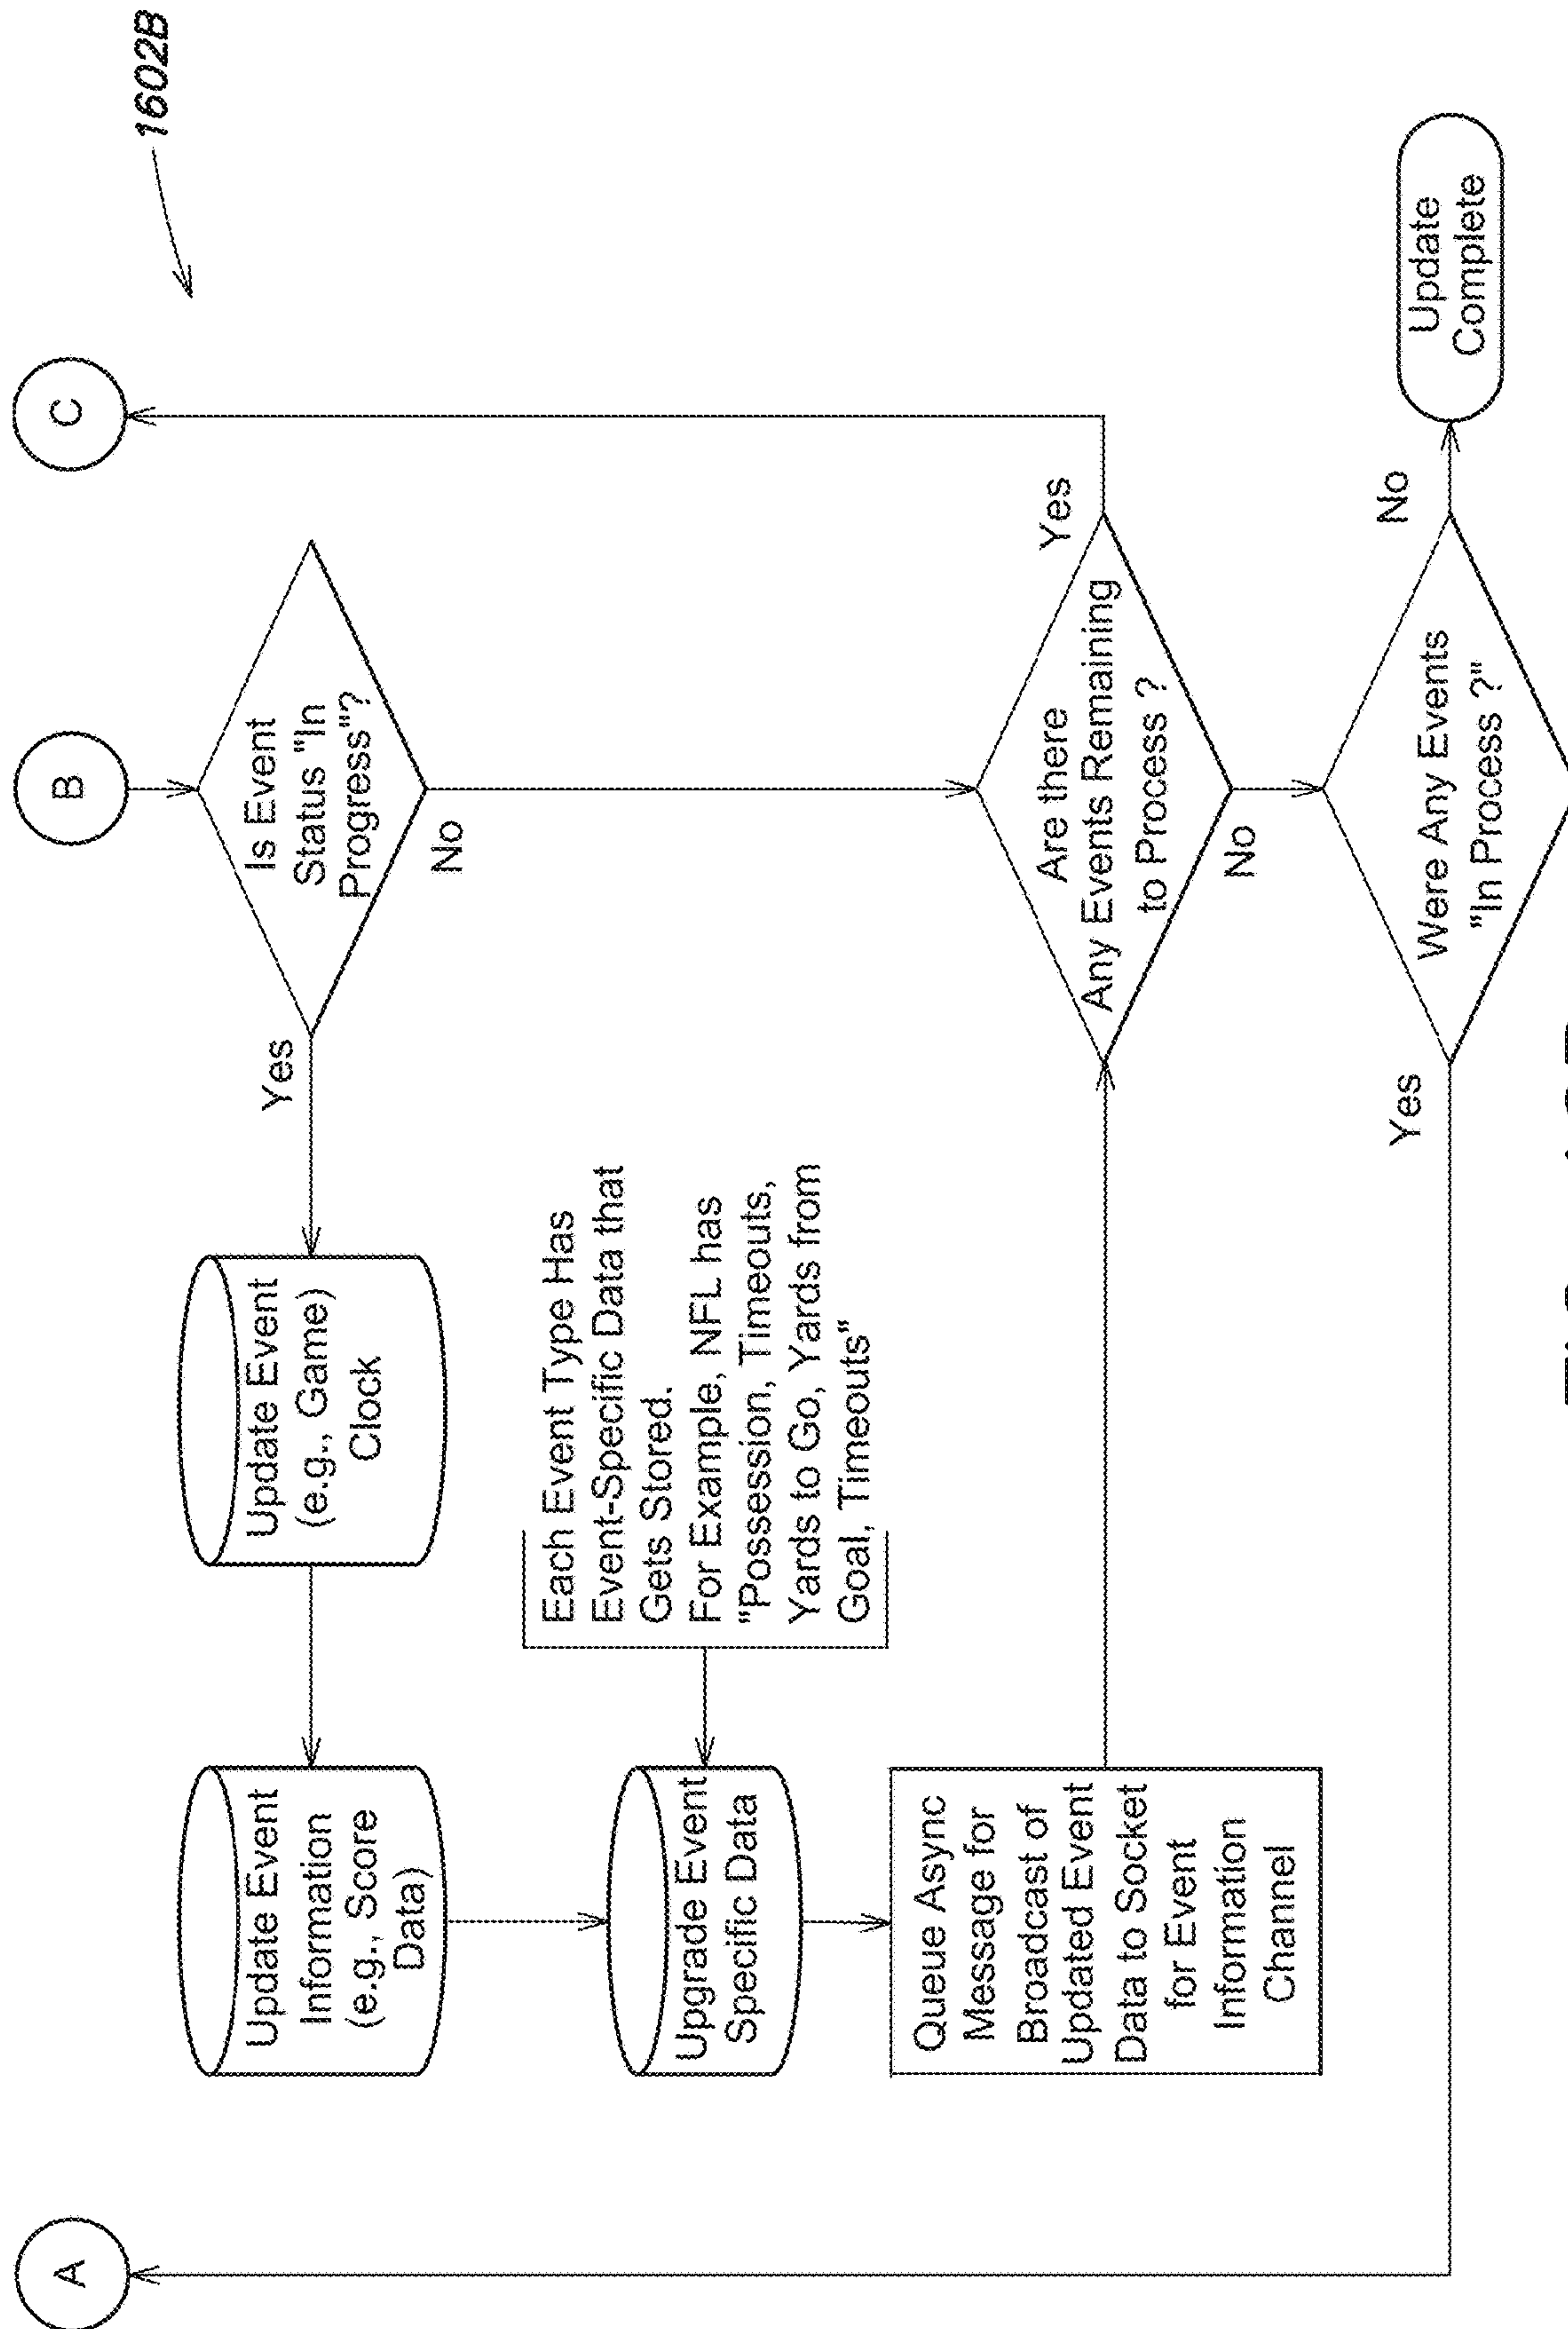 1602B
A
B
C
Is Event
Status "In
Progress"?
Yes
No
Update Event
(e.g., Game)
Clock
Update Event
Information
(e.g., Score
Data)
Each Event Type Has
Event-Specific Data that
Gets Stored.
For Example, NFL has
"Possession, Timeouts,
Yards to Go, Yards from
Goal, Timeouts"
Upgrade Event
Specific Data
Queue Async
Message for
Broadcast of
Updated Event
Data to Socket
for Event
Information
Channel
Are there
Any Events Remaining
to Process ?
Yes
No
Were Any Events
"In Process ?"
Yes
No
Update
Complete